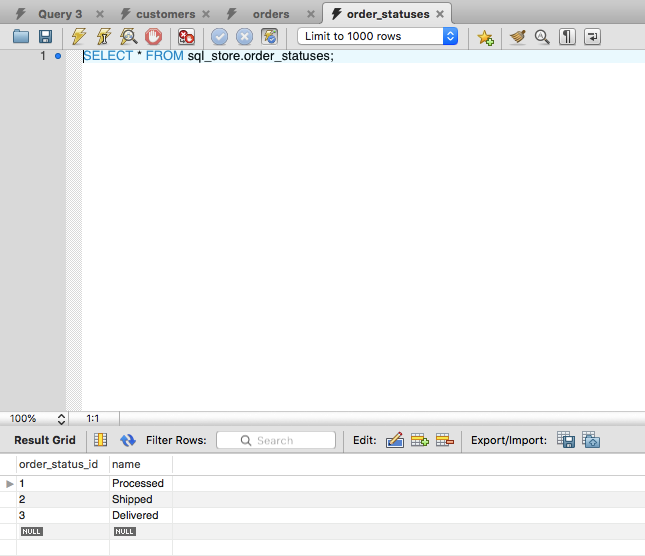 Query 3 customers orders order_statuses
Limit to 1000 rows
1 SELECT * FROM sql_store.order_statuses;
100% 1:1
Result Grid Filter Rows: Search Edit: Export/Import:
order_status_id name
1 Processed
2 Shipped
3 Delivered
NULL NULL